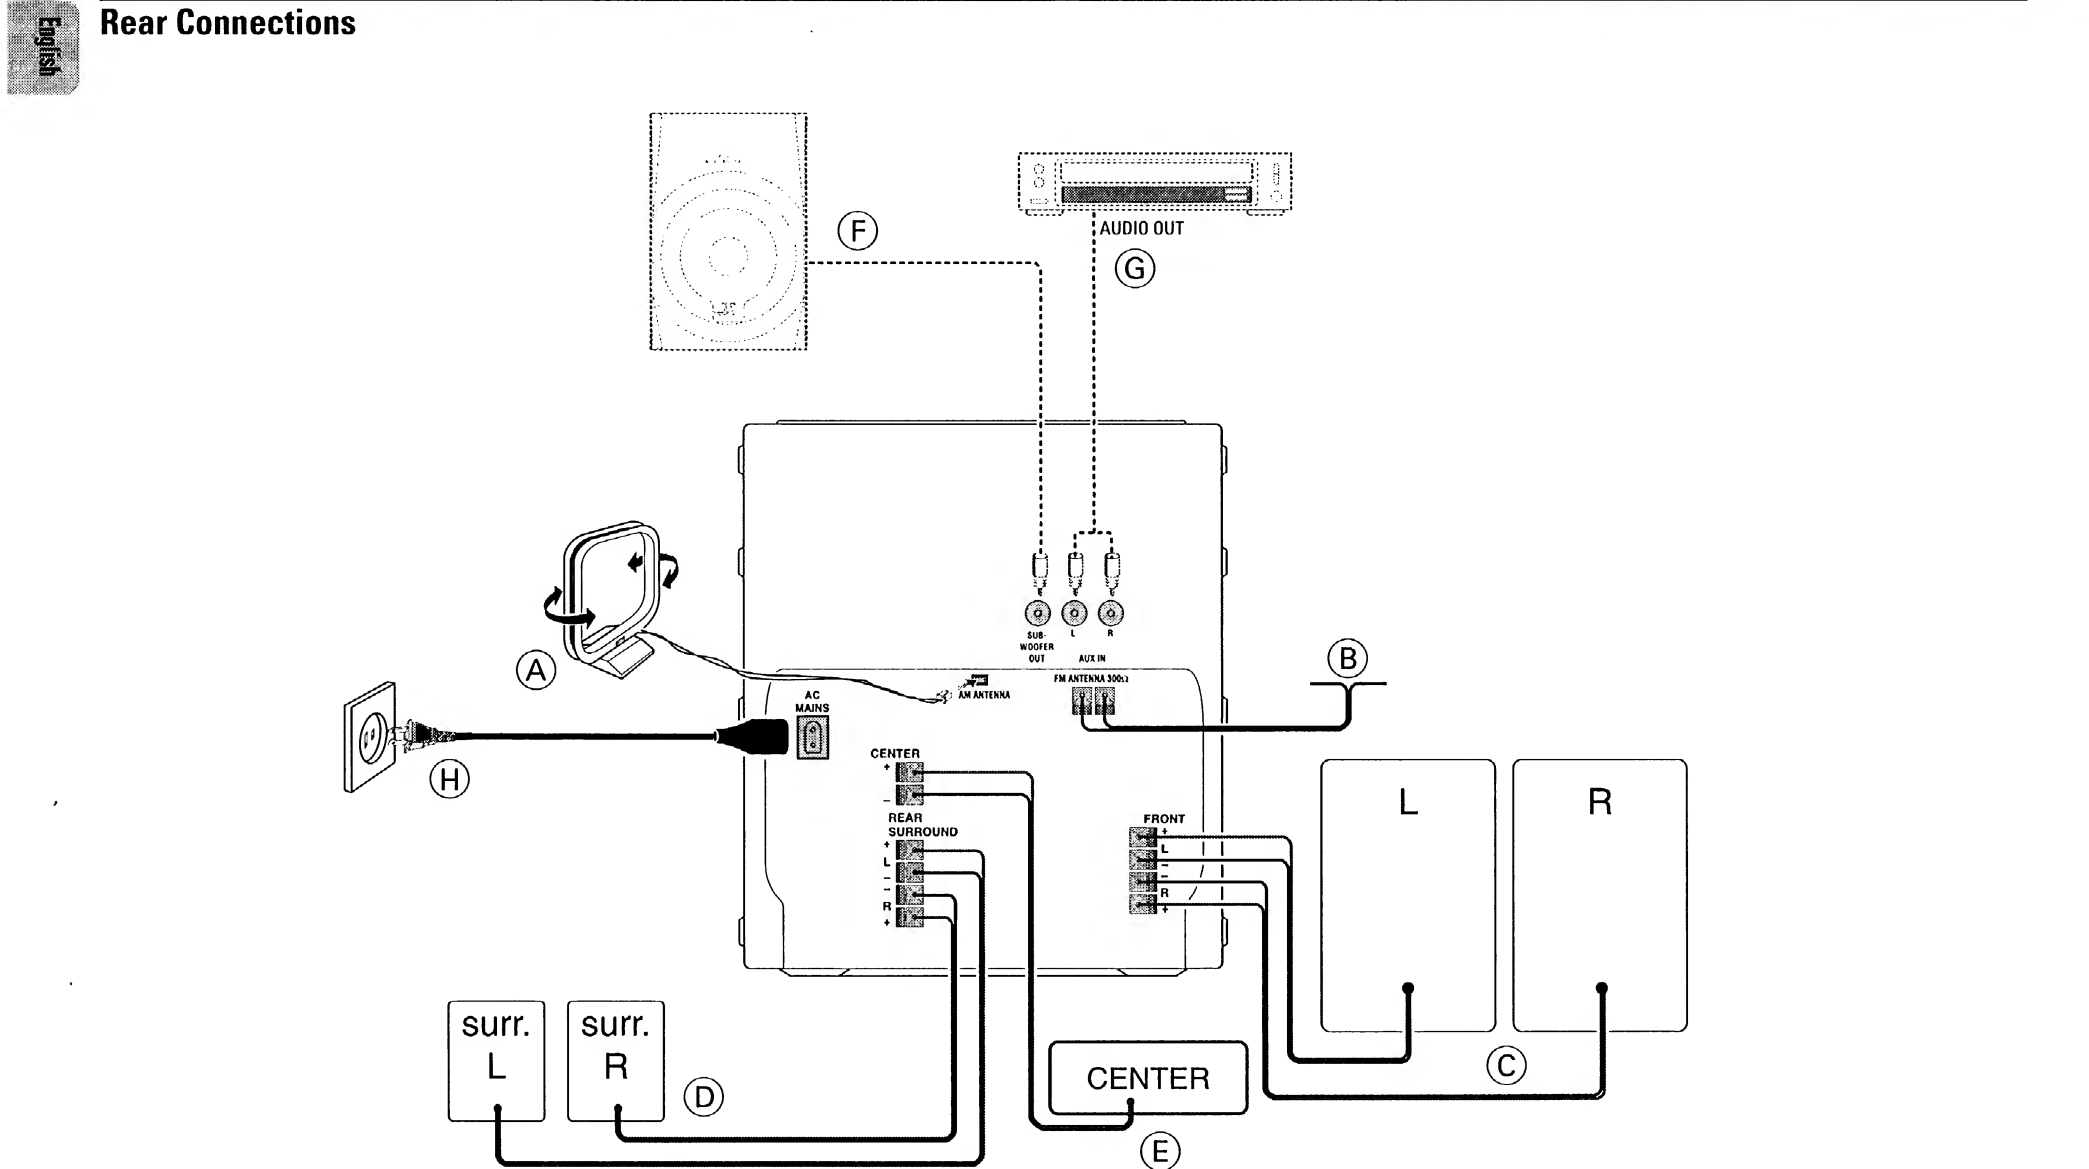 English
Rear Connections
F
AUDIO OUT
G
SUB-
WOOFER
OUT
L
R
AUX IN
A
B
AM ANTENNA
FM ANTENNA 300Ω
AC
MAINS
H
CENTER
+
–
REAR
SURROUND
+
L
–
–
R
+
FRONT
+
L
–
–
R
+
L
R
surr.
L
surr.
R
D
CENTER
E
C